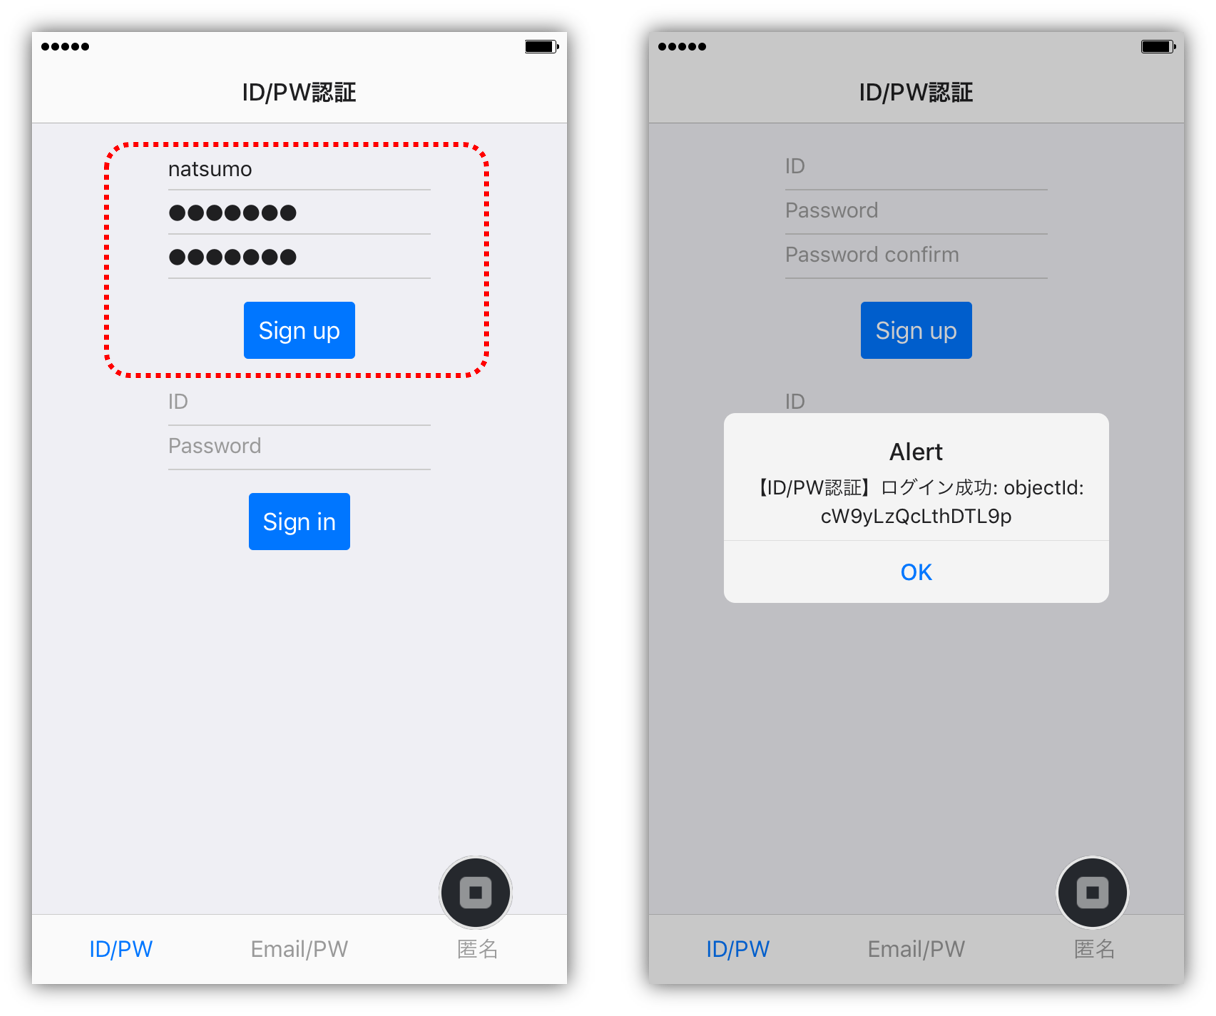 ID/PW認証
natsumo
●●●●●●●
●●●●●●●
Sign up
ID
Password
Sign in
ID/PW
Email/PW
匿名
ID/PW認証
ID
Password
Password confirm
Sign up
ID
Alert
【ID/PW認証】ログイン成功: objectId:
cW9yLzQcLthDTL9p
OK
ID/PW
Email/PW
匿名